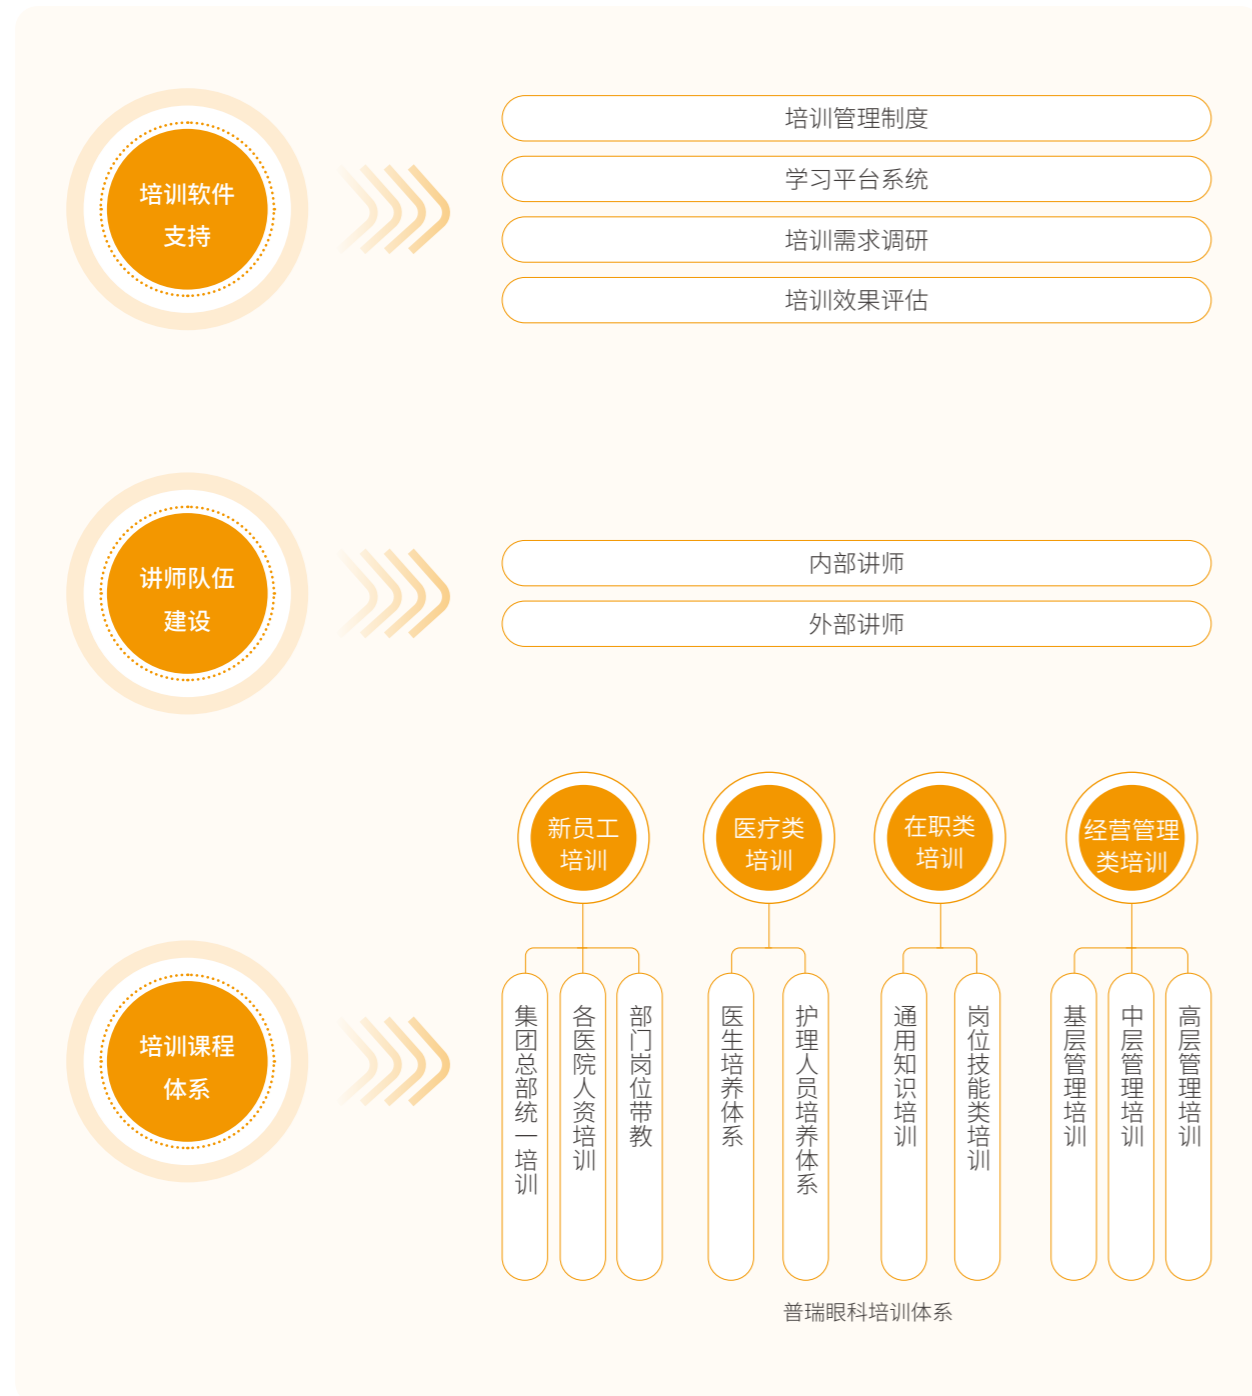 培训软件
支持
培训管理制度
学习平台系统
培训需求调研
培训效果评估
讲师队伍
建设
内部讲师
外部讲师
培训课程
体系
新员工
培训
集团总部统一培训
各医院人资培训
部门岗位带教
医疗类
培训
医生培养体系
护理人员培养体系
在职类
培训
通用知识培训
岗位技能类培训
经营管理
类培训
基层管理培训
中层管理培训
高层管理培训
普瑞眼科培训体系